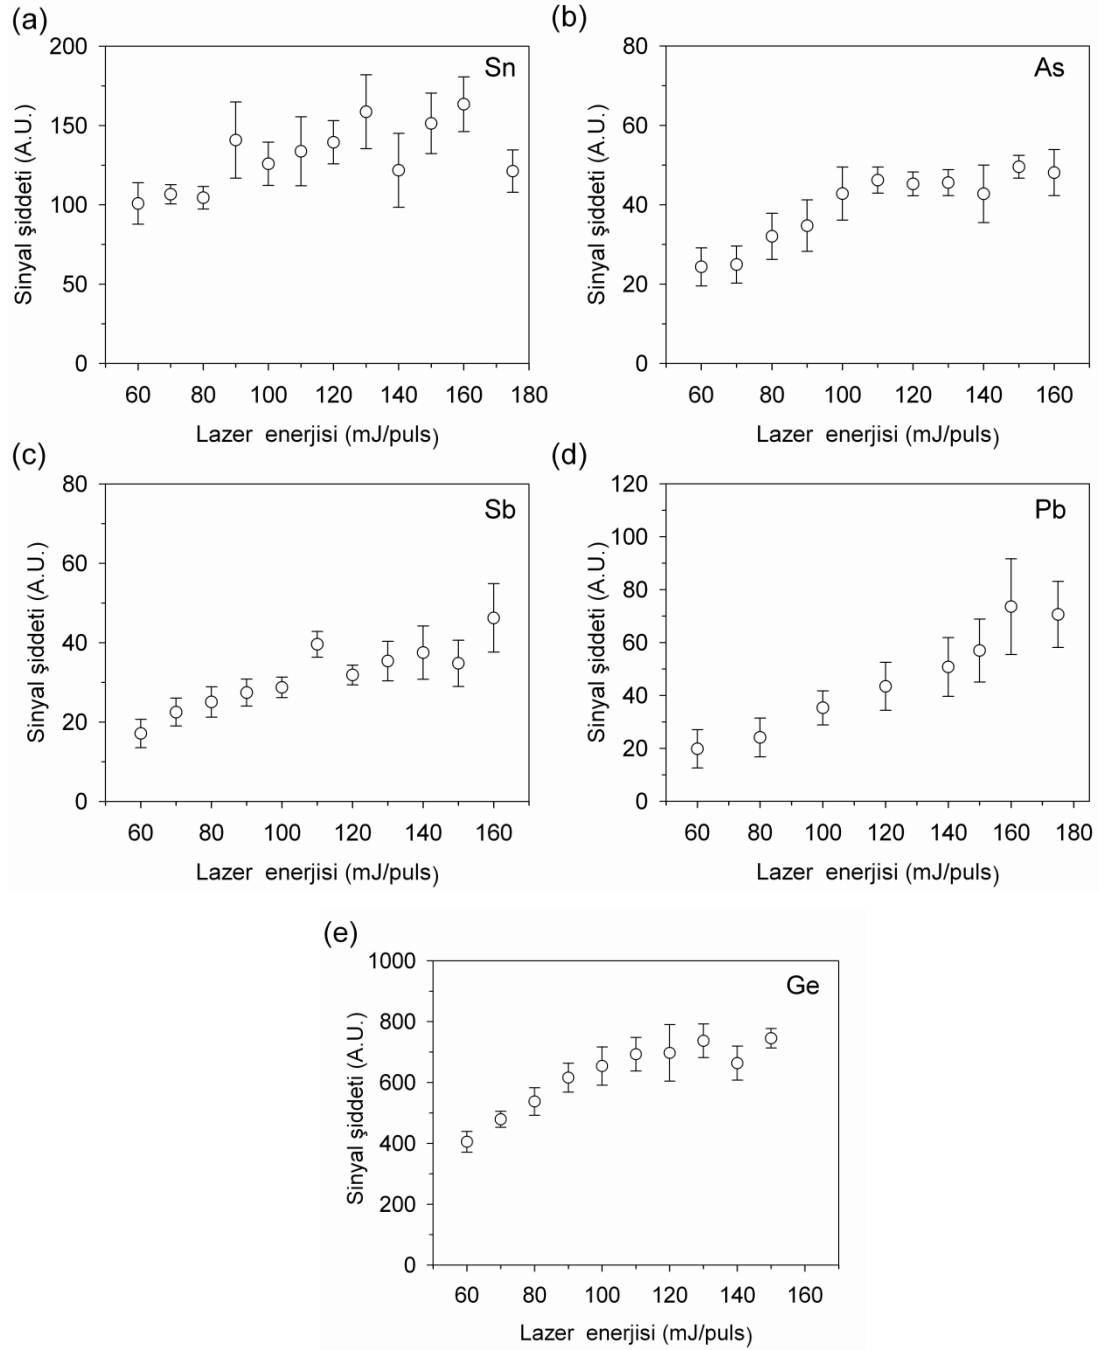 (a)
Sn
Sinyal şiddeti (A.U.)
200
150
100
50
0
60 80 100 120 140 160 180
Lazer enerjisi (mJ/puls)
(b)
As
Sinyal şiddeti (A.U.)
80
60
40
20
0
60 80 100 120 140 160
Lazer enerjisi (mJ/puls)
(c)
Sb
Sinyal şiddeti (A.U.)
80
60
40
20
0
60 80 100 120 140 160
Lazer enerjisi (mJ/puls)
(d)
Pb
Sinyal şiddeti (A.U.)
120
100
80
60
40
20
0
60 80 100 120 140 160 180
Lazer enerjisi (mJ/puls)
(e)
Ge
Sinyal şiddeti (A.U.)
1000
800
600
400
200
0
60 80 100 120 140 160
Lazer enerjisi (mJ/puls)